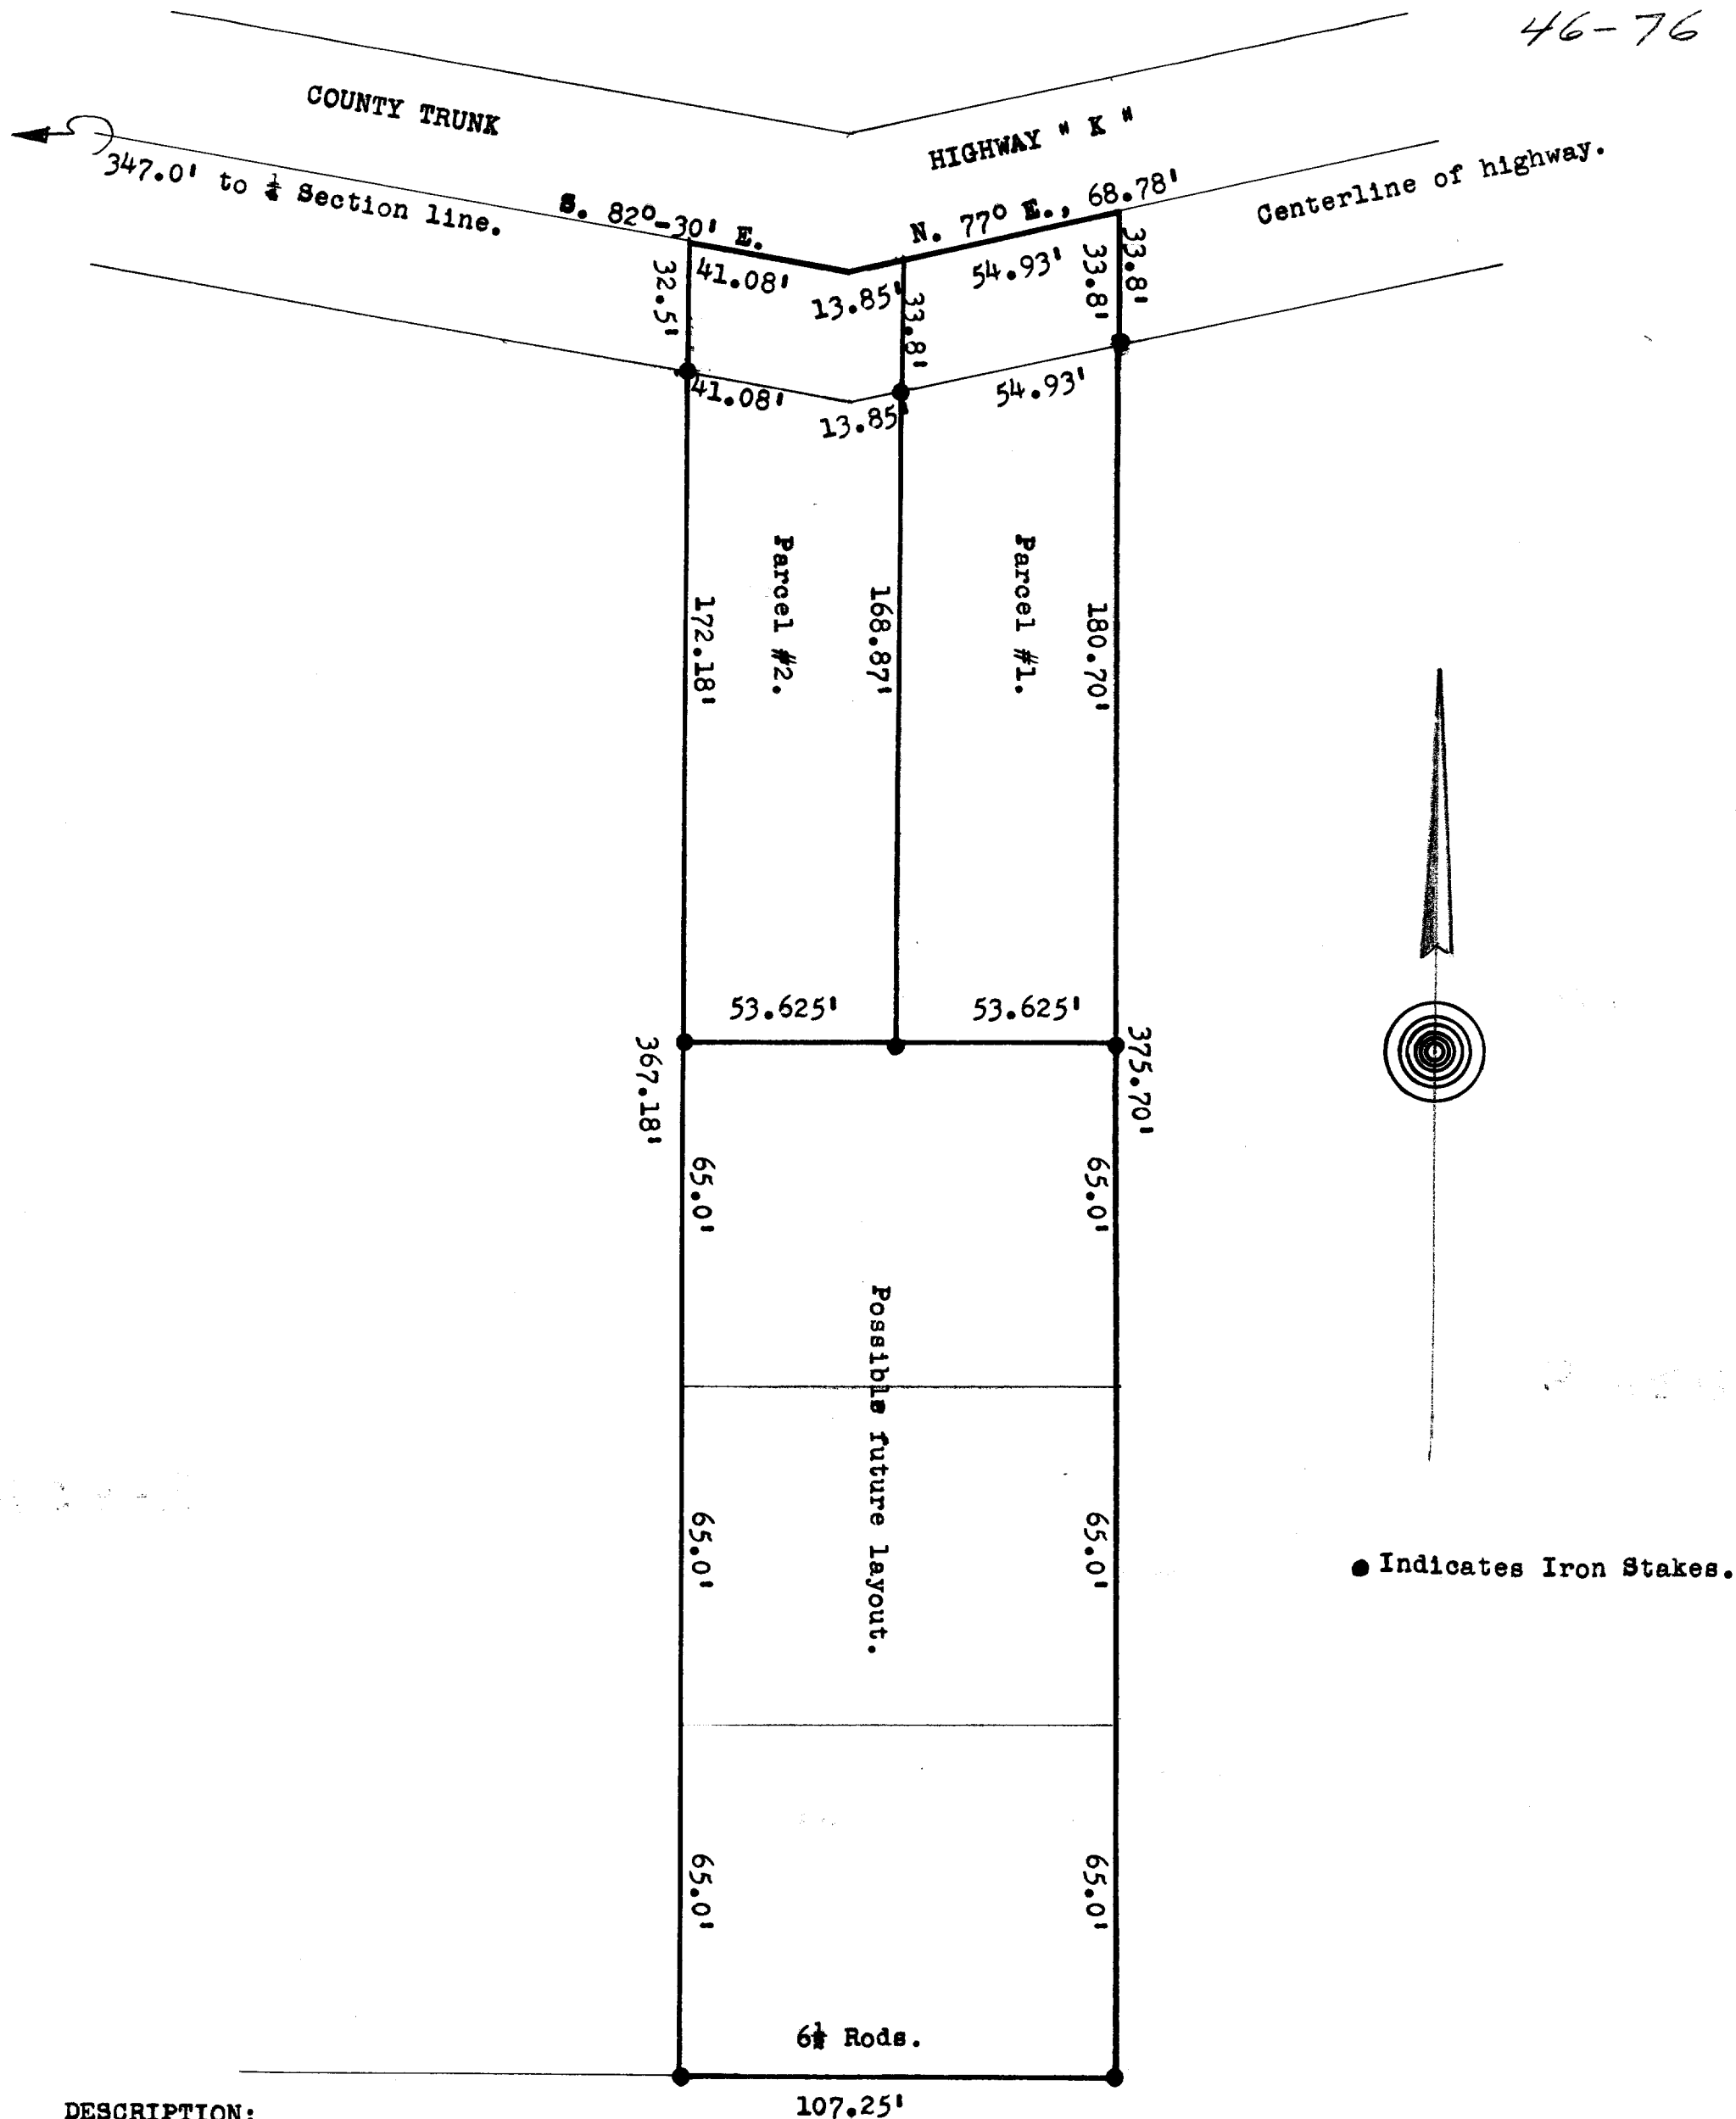 46-76
COUNTY TRUNK
HIGHWAY " K "
347.0' to ¼ Section line.
S. 82°-30' E.
N. 77° E., 68.78'
Centerline of highway.
32.5'
41.08'
13.85'
33.8'
54.93'
33.8'
33.8'
41.08'
13.85'
54.93'
172.18'
Parcel #2.
168.87'
Parcel #1.
180.70'
53.625'
53.625'
367.18'
375.70'
65.0'
65.0'
Possible future layout.
65.0'
65.0'
● Indicates Iron Stakes.
65.0'
65.0'
6½ Rods.
107.25'
DESCRIPTION: